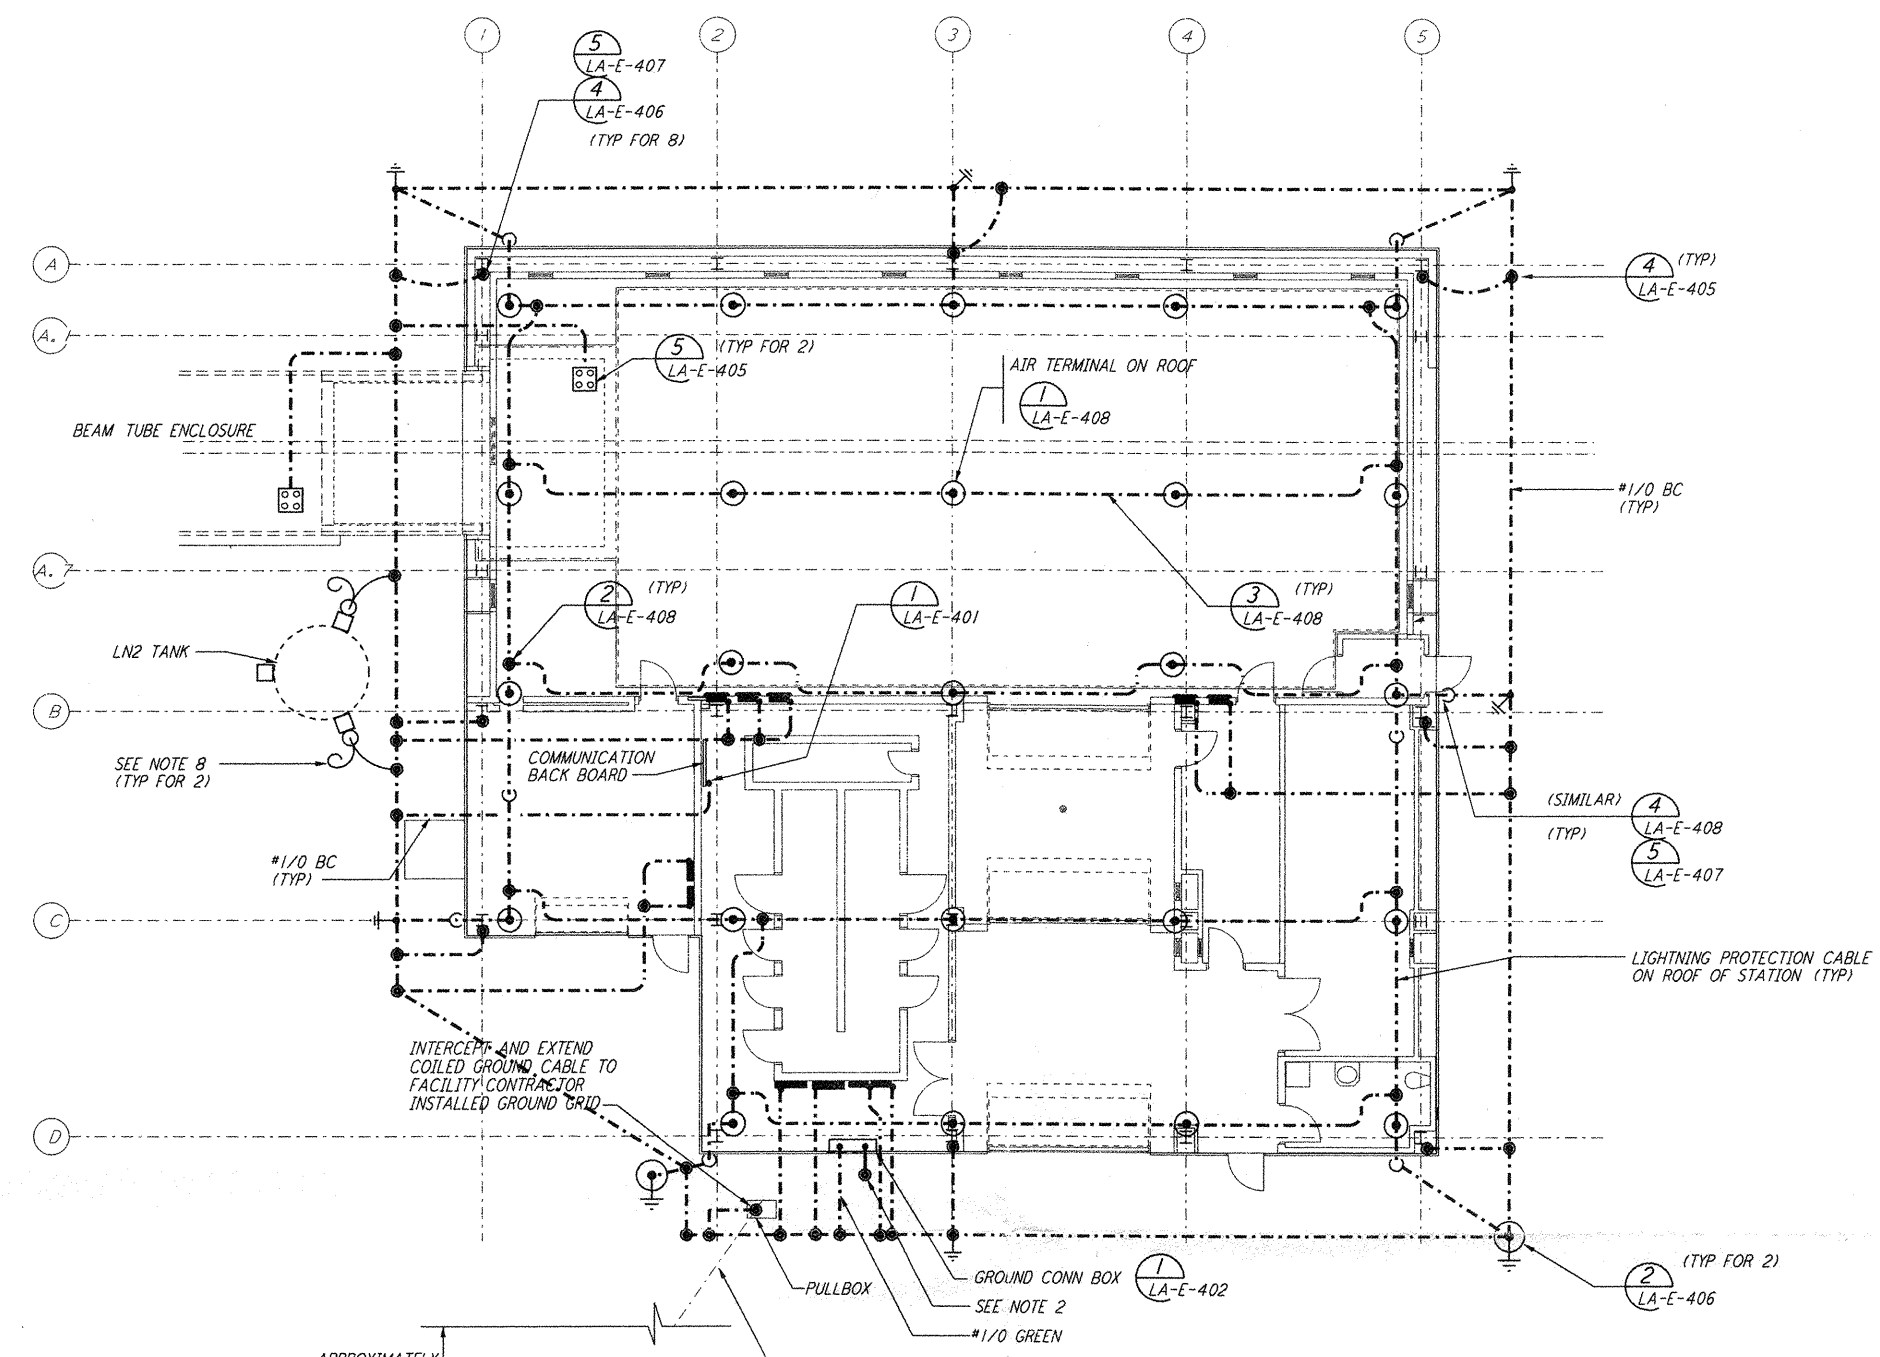 1
2
3
4
5
5
LA-E-407
4
LA-E-406
(TYP FOR 8)
A
4 (TYP)
LA-E-405
A.
5 (TYP FOR 2)
LA-E-405
AIR TERMINAL ON ROOF
1
LA-E-408
BEAM TUBE ENCLOSURE
#1/0 BC
(TYP)
A.7
2 (TYP)
LA-E-408
1
LA-E-401
3 (TYP)
LA-E-408
LN2 TANK
B
SEE NOTE 8
(TYP FOR 2)
COMMUNICATION
BACK BOARD
(SIMILAR)
(TYP)
4
LA-E-408
5
LA-E-407
#1/0 BC
(TYP)
C
LIGHTNING PROTECTION CABLE
ON ROOF OF STATION (TYP)
INTERCEPT AND EXTEND
COILED GROUND CABLE TO
FACILITY CONTRACTOR
INSTALLED GROUND GRID
D
GROUND CONN BOX
1
LA-E-402
PULLBOX
SEE NOTE 2
#1/0 GREEN
(TYP FOR 2)
2
LA-E-406
APPROXIMATELY